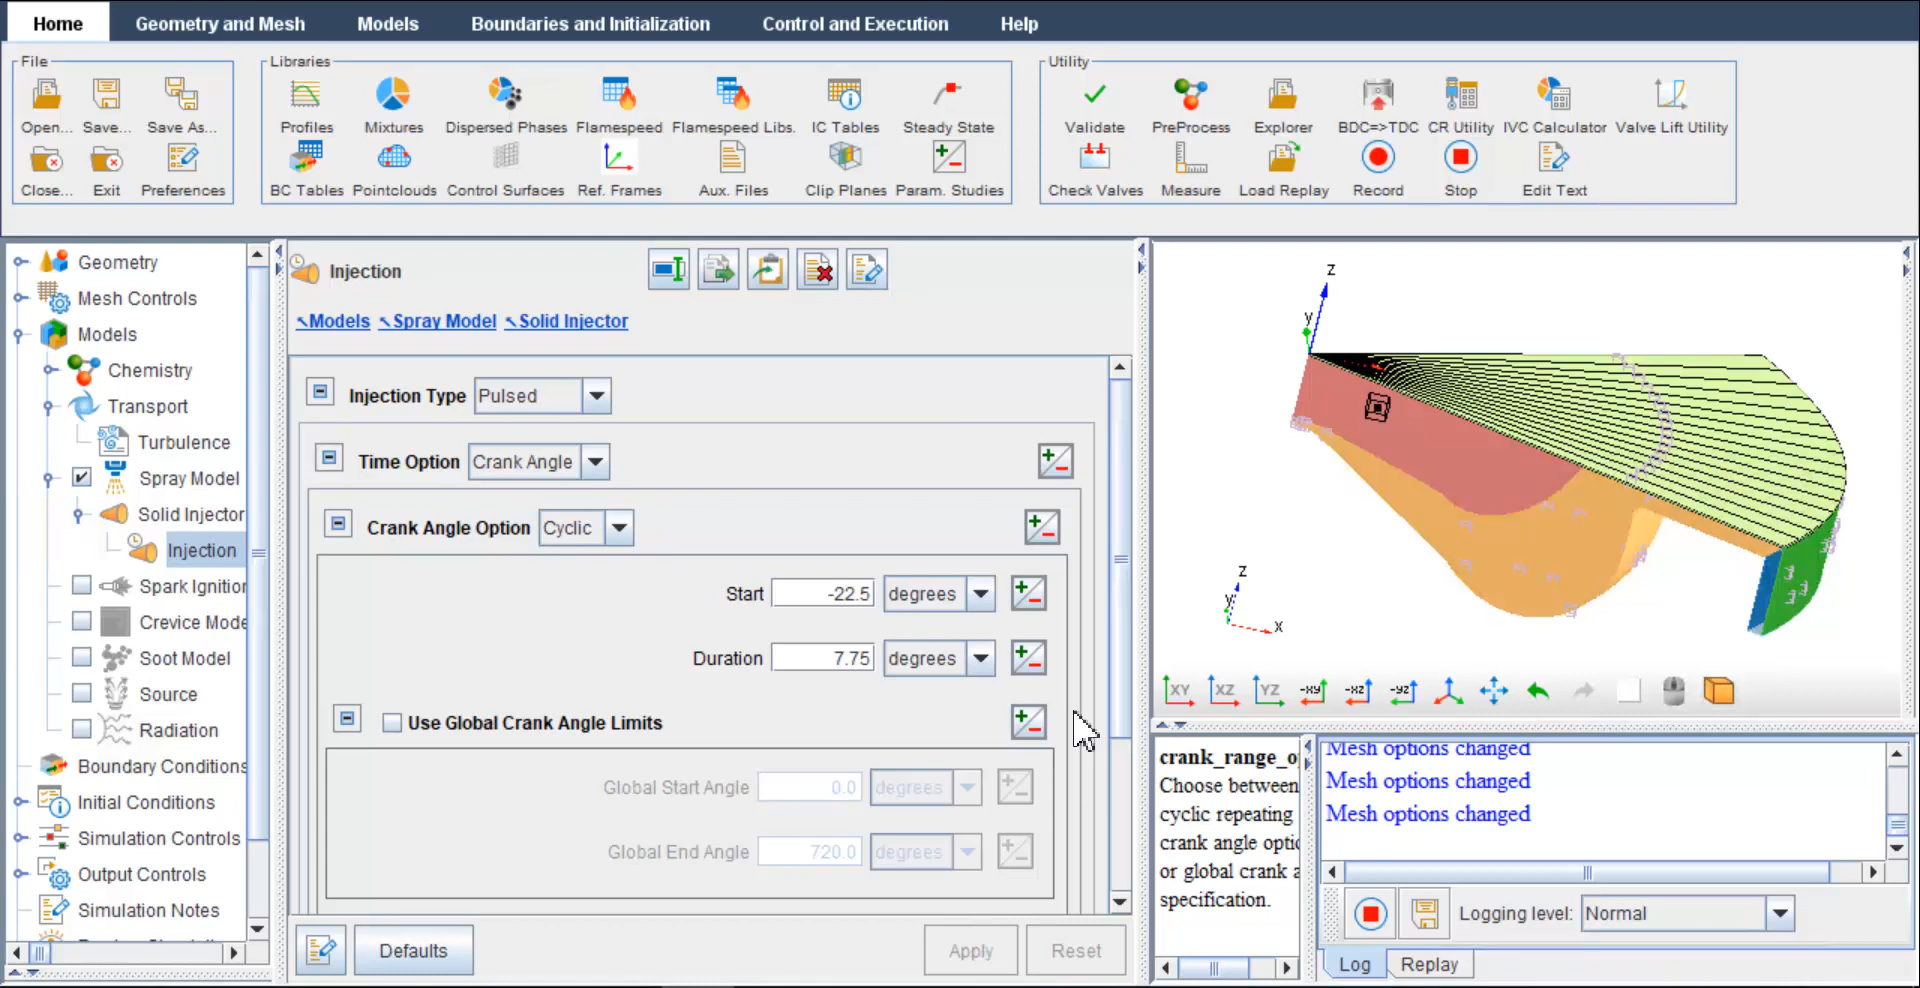 Home Geometry and Mesh Models Boundaries and Initialization Control and Execution Help
File Libraries Utility
Open... Save... Save As... Profiles Mixtures Dispersed Phases Flamespeed Flamespeed Libs. IC Tables Steady State Validate PreProcess Explorer BDC=>TDC CR Utility IVC Calculator Valve Lift Utility
Close... Exit Preferences BC Tables Pointclouds Control Surfaces Ref. Frames Aux. Files Clip Planes Param. Studies Check Valves Measure Load Replay Record Stop Edit Text
Geometry
Mesh Controls
Models
Chemistry
Transport
Turbulence
Spray Model
Solid Injector
Injection
Spark Ignition
Crevice Mode
Soot Model
Source
Radiation
Boundary Conditions
Initial Conditions
Simulation Controls
Output Controls
Simulation Notes
Injection
Models Spray Model Solid Injector
Injection Type Pulsed
Time Option Crank Angle
Crank Angle Option Cyclic
Start -22.5 degrees
Duration 7.75 degrees
Use Global Crank Angle Limits
Global Start Angle 0.0 degrees
Global End Angle 720.0 degrees
Defaults Apply Reset
z
y
z
y
x
XY XZ YZ -xy -xz -yz
crank_range_o
Choose between
cyclic repeating
crank angle optio
or global crank a
specification.
Mesh options changed
Mesh options changed
Mesh options changed
Logging level: Normal
Log Replay